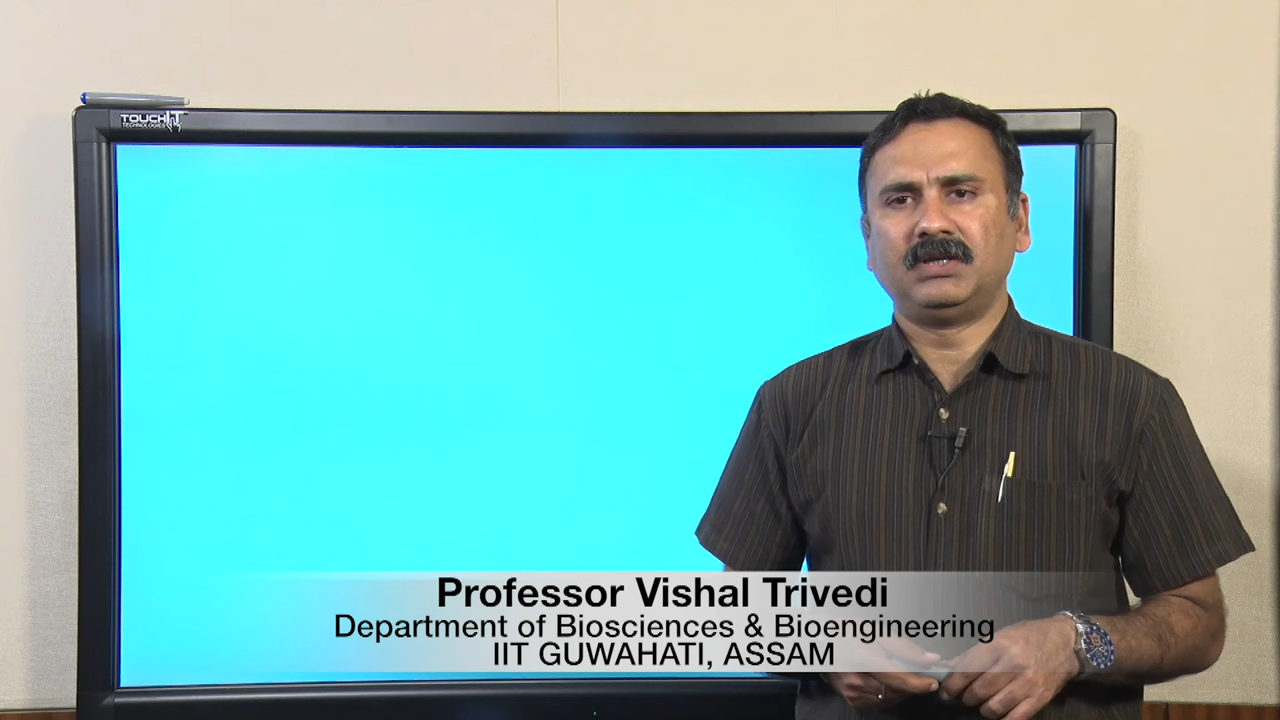 TOUCHIT
TECHNOLOGIES
Professor Vishal Trivedi
Department of Biosciences & Bioengineering
IIT GUWAHATI, ASSAM